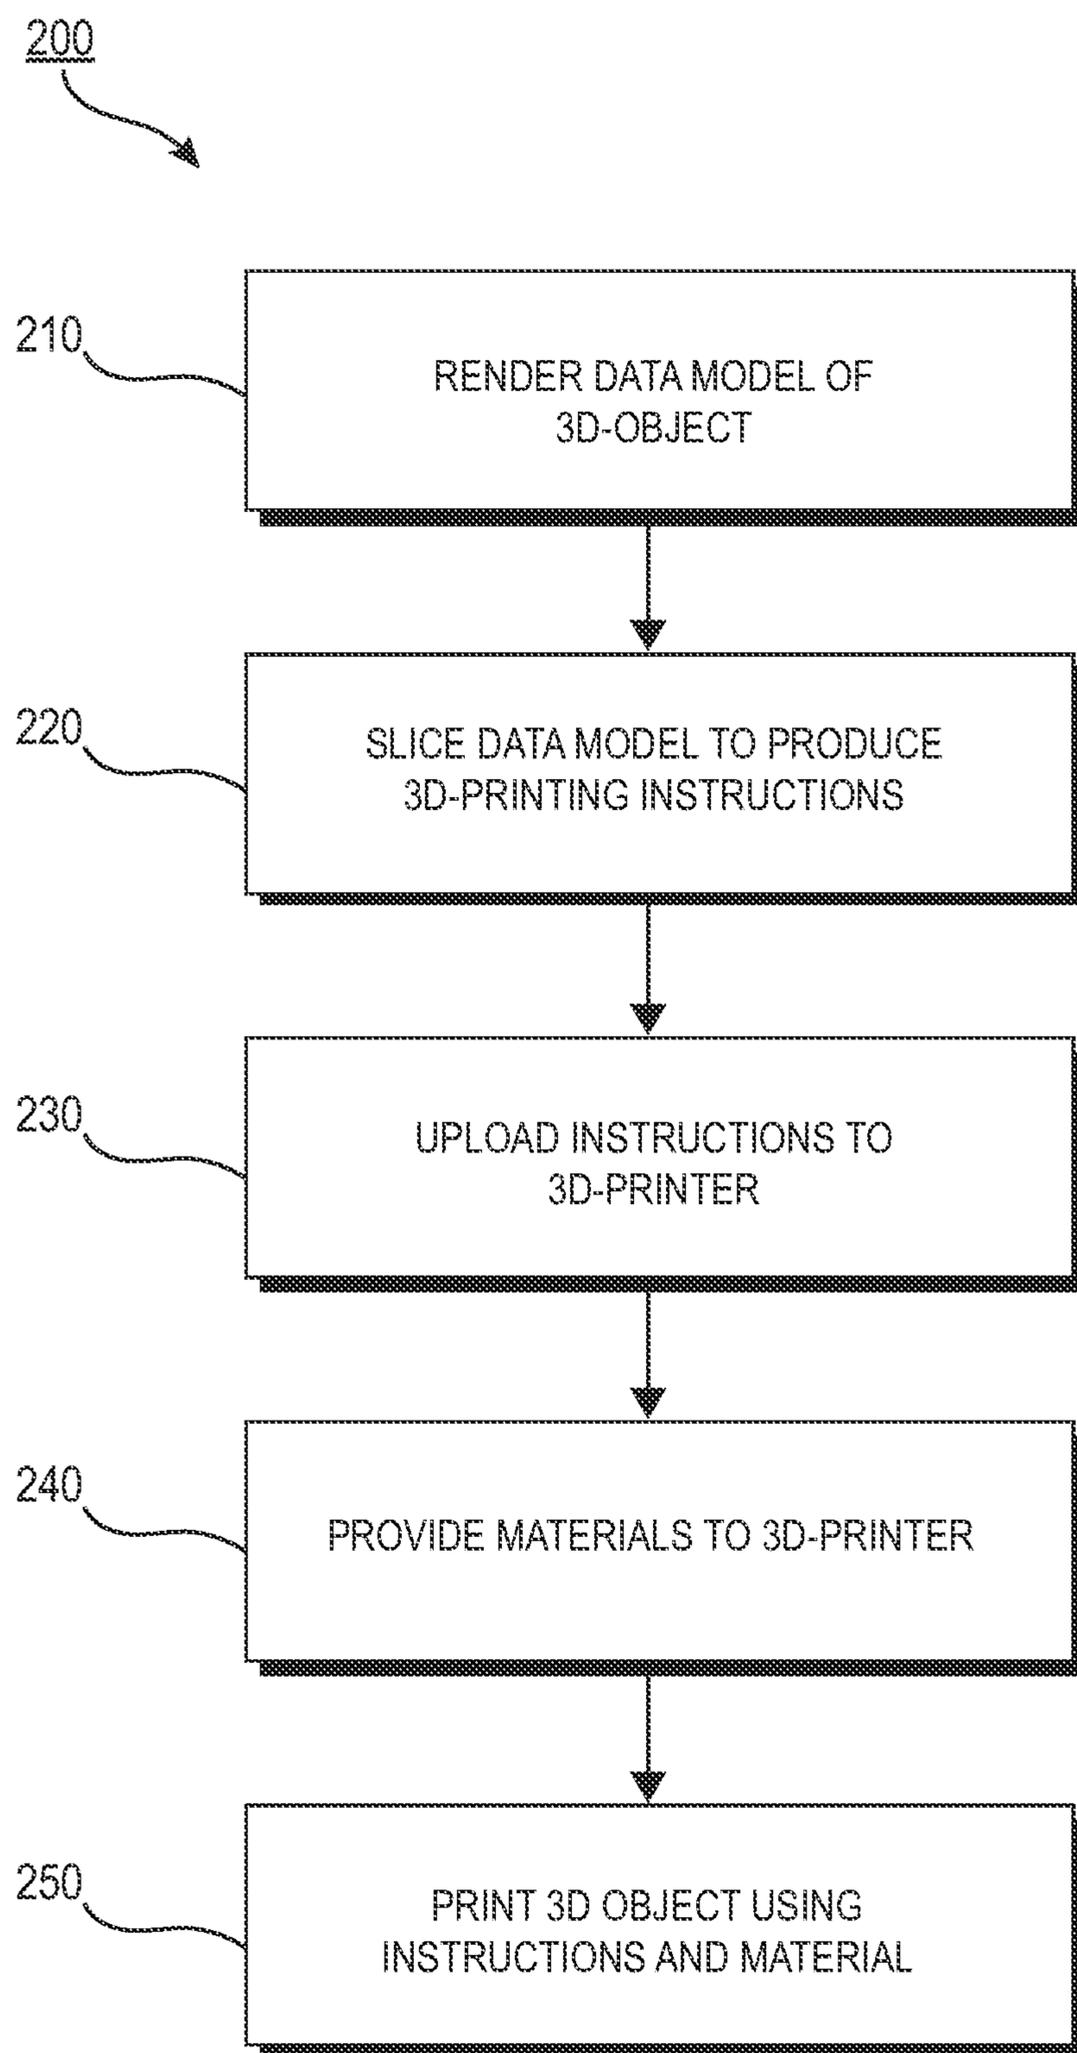 200
210
RENDER DATA MODEL OF
3D-OBJECT
220
SLICE DATA MODEL TO PRODUCE
3D-PRINTING INSTRUCTIONS
230
UPLOAD INSTRUCTIONS TO
3D-PRINTER
240
PROVIDE MATERIALS TO 3D-PRINTER
250
PRINT 3D OBJECT USING
INSTRUCTIONS AND MATERIAL